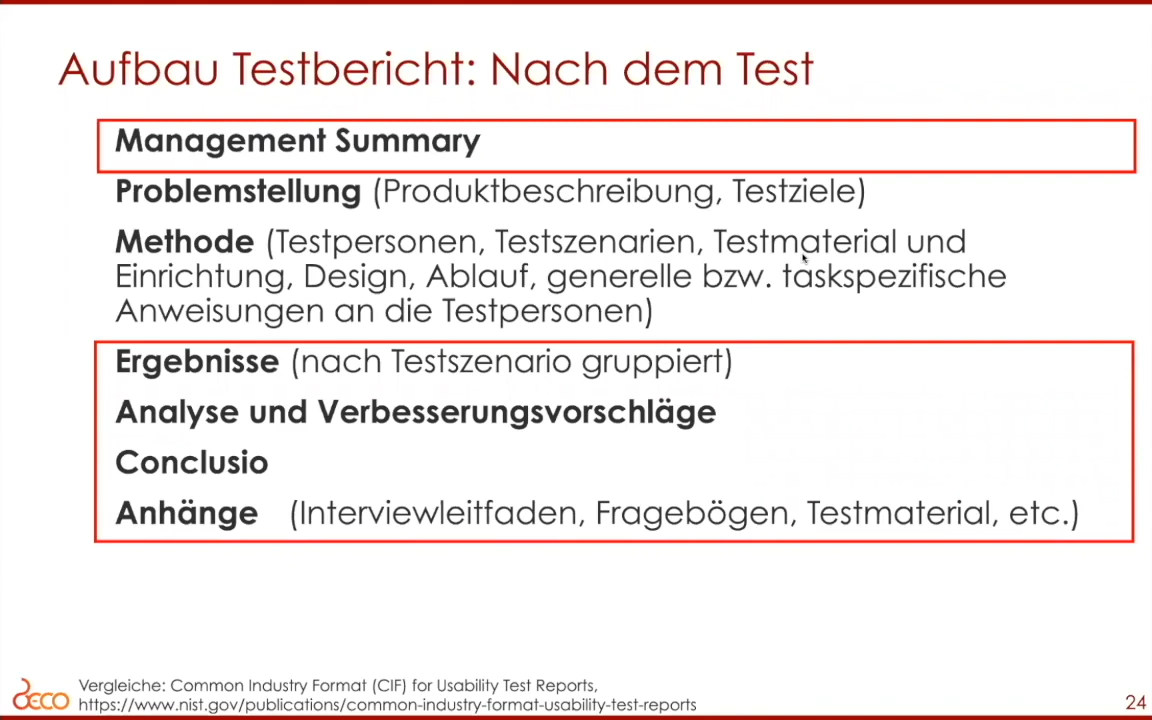 Aufbau Testbericht: Nach dem Test
Management Summary
Problemstellung (Produktbeschreibung, Testziele)
Methode (Testpersonen, Testszenarien, Testmaterial und
Einrichtung, Design, Ablauf, generelle bzw. taskspezifische
Anweisungen an die Testpersonen)
Ergebnisse (nach Testszenario gruppiert)
Analyse und Verbesserungsvorschläge
Conclusio
Anhänge (Interviewleitfaden, Fragebögen, Testmaterial, etc.)
Vergleiche: Common Industry Format (CIF) for Usability Test Reports,
https://www.nist.gov/publications/common-industry-format-usability-test-reports
DECO
24